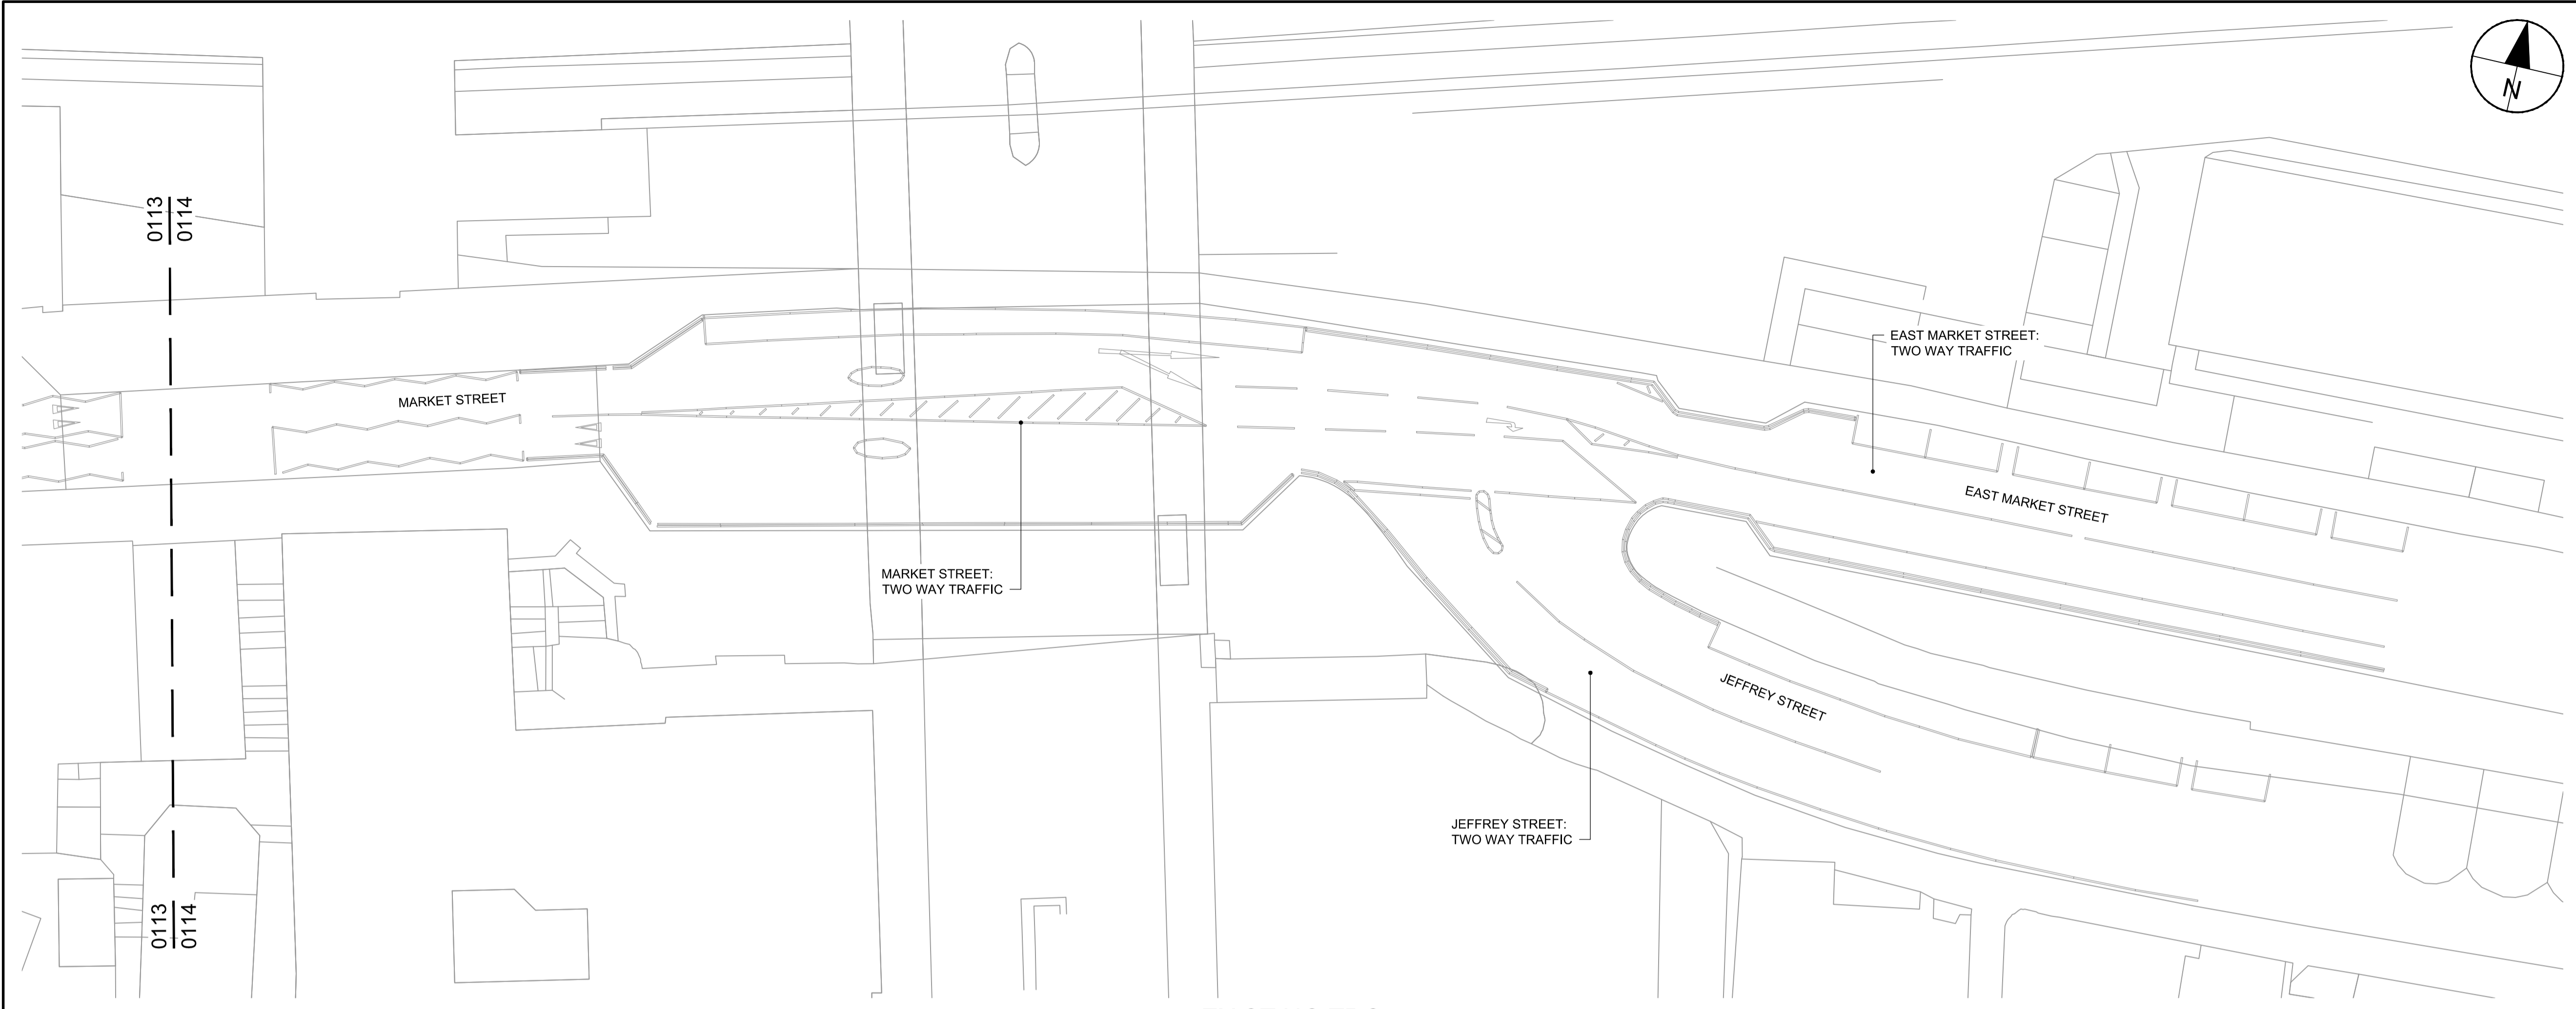 N
0113
0114
MARKET STREET
EAST MARKET STREET:
TWO WAY TRAFFIC
EAST MARKET STREET
MARKET STREET:
TWO WAY TRAFFIC
JEFFREY STREET
JEFFREY STREET:
TWO WAY TRAFFIC
0113
0114